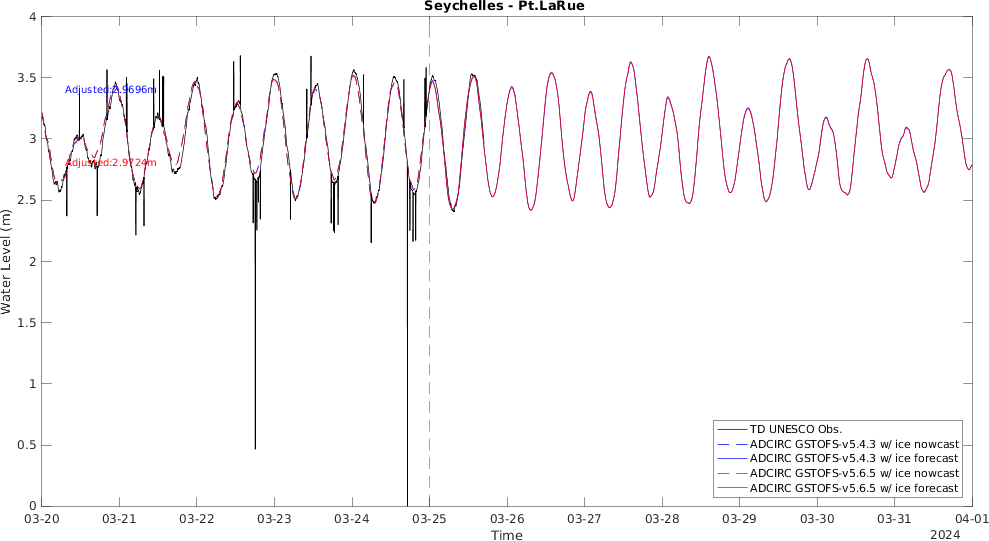 Seychelles - Pt.LaRue
4
3.5
3
2.5
2
1.5
1
0.5
0
Water Level (m)
Adjusted:2.9696m
Adjusted:2.9724m
TD UNESCO Obs.
ADCIRC GSTOFS-v5.4.3 w/ ice nowcast
ADCIRC GSTOFS-v5.4.3 w/ ice forecast
ADCIRC GSTOFS-v5.6.5 w/ ice nowcast
ADCIRC GSTOFS-v5.6.5 w/ ice forecast
03-20 03-21 03-22 03-23 03-24 03-25 03-26 03-27 03-28 03-29 03-30 03-31 04-01
Time
2024